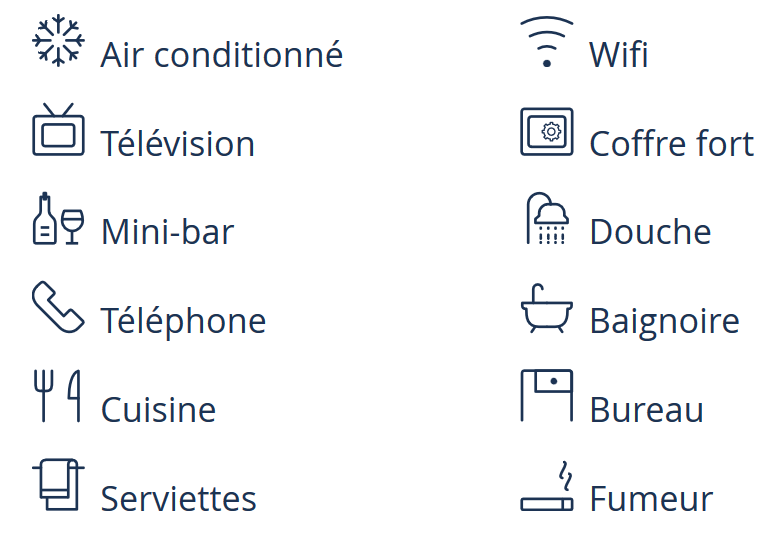 Air conditionné
Wifi
Télévision
Coffre fort
Mini-bar
Douche
Téléphone
Baignoire
Cuisine
Bureau
Serviettes
Fumeur